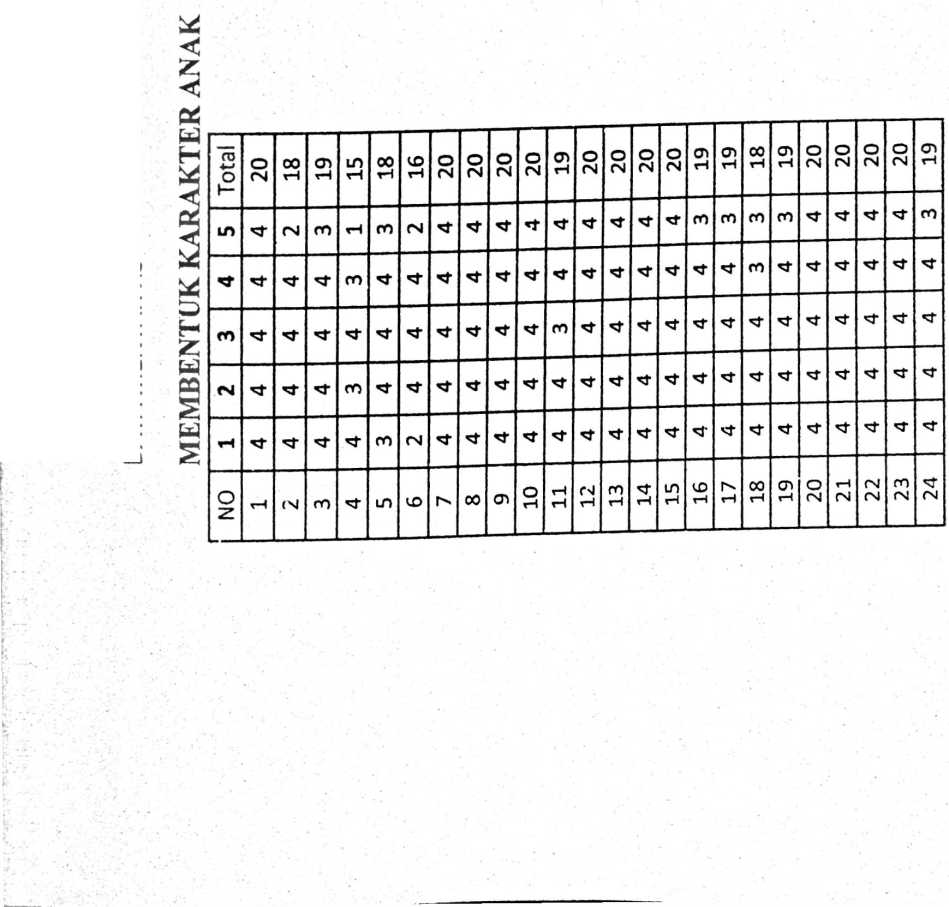 MEMBENTUK KARAKTER ANAK
NO 1 2 3 4 5 Total
1 4 4 4 4 4 20
2 4 4 4 4 2 18
3 4 4 4 4 3 19
4 4 3 4 3 1 15
5 3 4 4 4 3 18
6 2 4 4 4 2 16
7 4 4 4 4 4 20
8 4 4 4 4 4 20
9 4 4 4 4 4 20
10 4 4 4 4 4 20
11 4 4 3 4 4 19
12 4 4 4 4 4 20
13 4 4 4 4 4 20
14 4 4 4 4 4 20
15 4 4 4 4 4 20
16 4 4 4 4 3 19
17 4 4 4 4 3 19
18 4 4 4 3 3 18
19 4 4 4 4 3 19
20 4 4 4 4 4 20
21 4 4 4 4 4 20
22 4 4 4 4 4 20
23 4 4 4 4 4 20
24 4 4 4 4 3 19